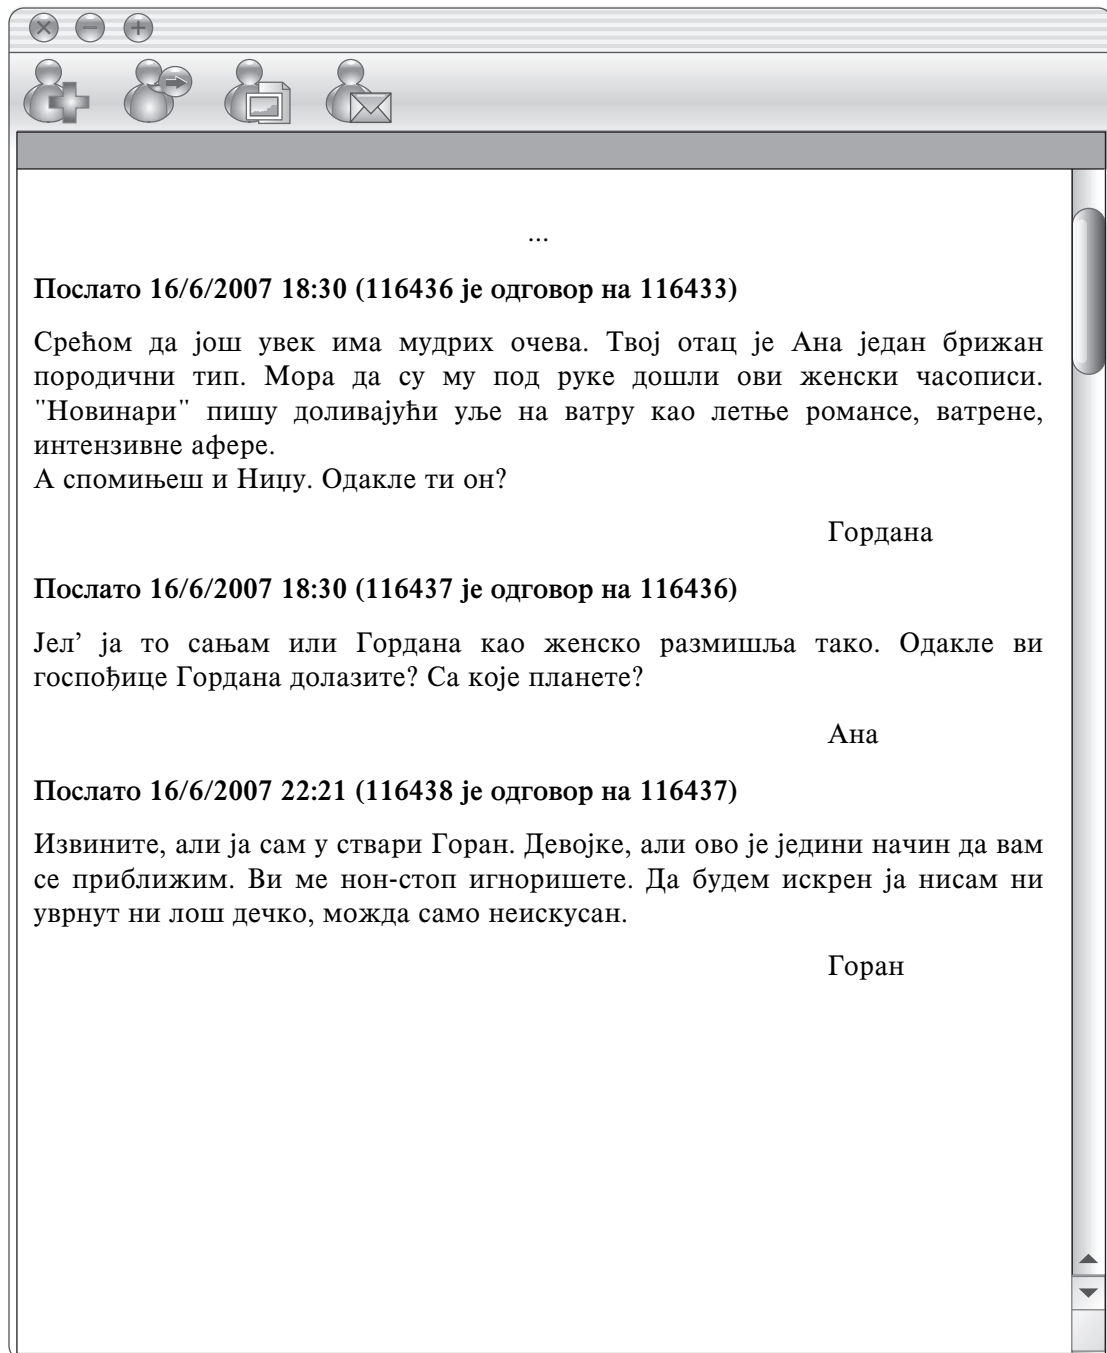 ...
Послато 16/6/2007 18:30 (116436 је одговор на 116433)
Срећом да још увек има мудрих очева. Твој отац је Ана један брижан
породични тип. Мора да су му под руке дошли ови женски часописи.
"Новинари" пишу доливајући уље на ватру као летње романсе, ватрене,
интензивне афере.
А спомињеш и Ницу. Одакле ти он?
Гордана
Послато 16/6/2007 18:30 (116437 је одговор на 116436)
Јел’ ја то сањам или Гордана као женско размишља тако. Одакле ви
госпођице Гордана долазите? Са које планете?
Ана
Послато 16/6/2007 22:21 (116438 је одговор на 116437)
Извините, али ја сам у ствари Горан. Девојке, али ово је једини начин да вам
се приближим. Ви ме нон-стоп игноришете. Да будем искрен ја нисам ни
уврнут ни лош дечко, можда само неискусан.
Горан